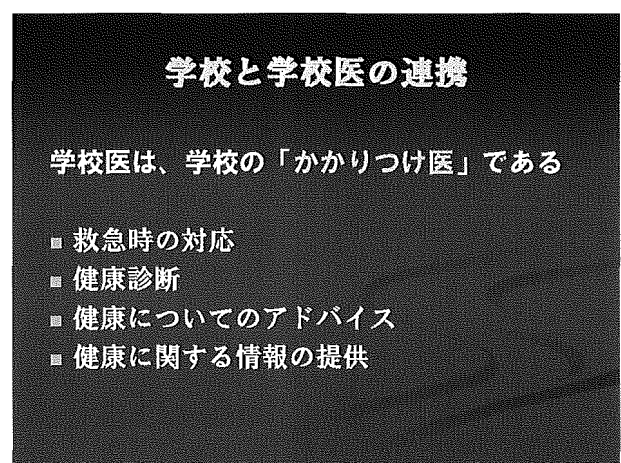 学校と学校医の連携
学校医は、学校の「かかりつけ医」である
■ 救急時の対応
■ 健康診断
■ 健康についてのアドバイス
■ 健康に関する情報の提供